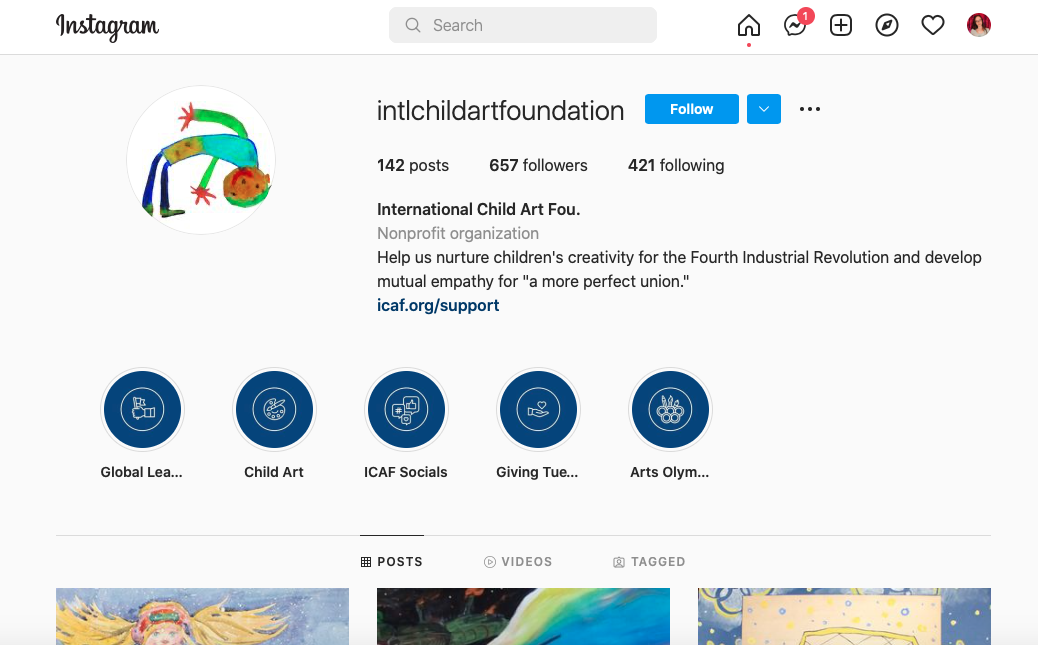 Instagram
Search
1
intlchildartfoundation
Follow
142 posts 657 followers 421 following
International Child Art Fou.
Nonprofit organization
Help us nurture children's creativity for the Fourth Industrial Revolution and develop
mutual empathy for "a more perfect union."
icaf.org/support
#
Global Lea... Child Art ICAF Socials Giving Tue... Arts Olym...
POSTS VIDEOS TAGGED